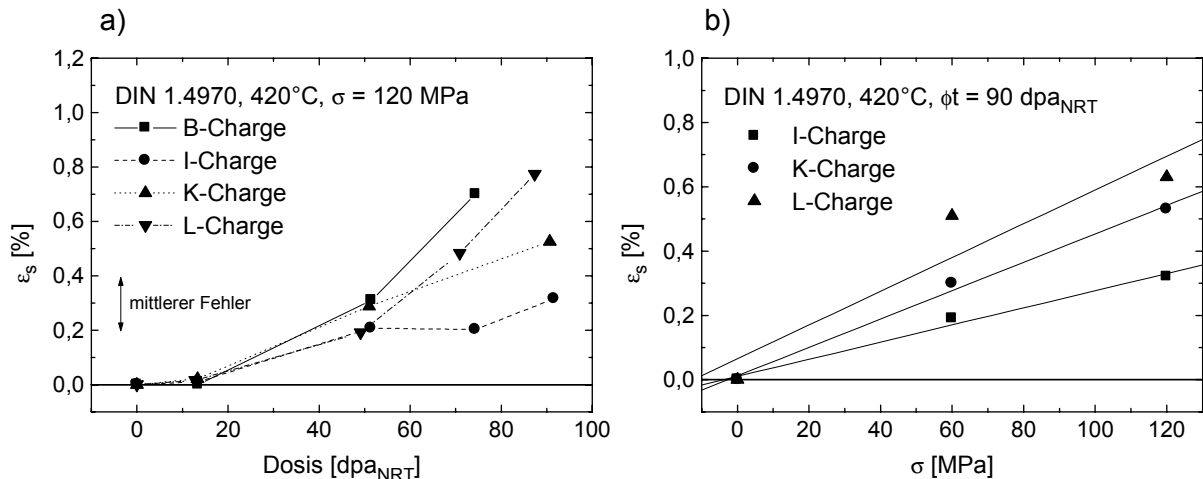 a)
1,2
1,0
0,8
0,6
0,4
0,2
0,0
εs [%]
DIN 1.4970, 420°C, σ = 120 MPa
B-Charge
I-Charge
K-Charge
L-Charge
mittlerer Fehler
0 20 40 60 80 100
Dosis [dpaNRT]
b)
1,0
0,8
0,6
0,4
0,2
0,0
εs [%]
DIN 1.4970, 420°C, ϕt = 90 dpaNRT
I-Charge
K-Charge
L-Charge
0 20 40 60 80 100 120
σ [MPa]